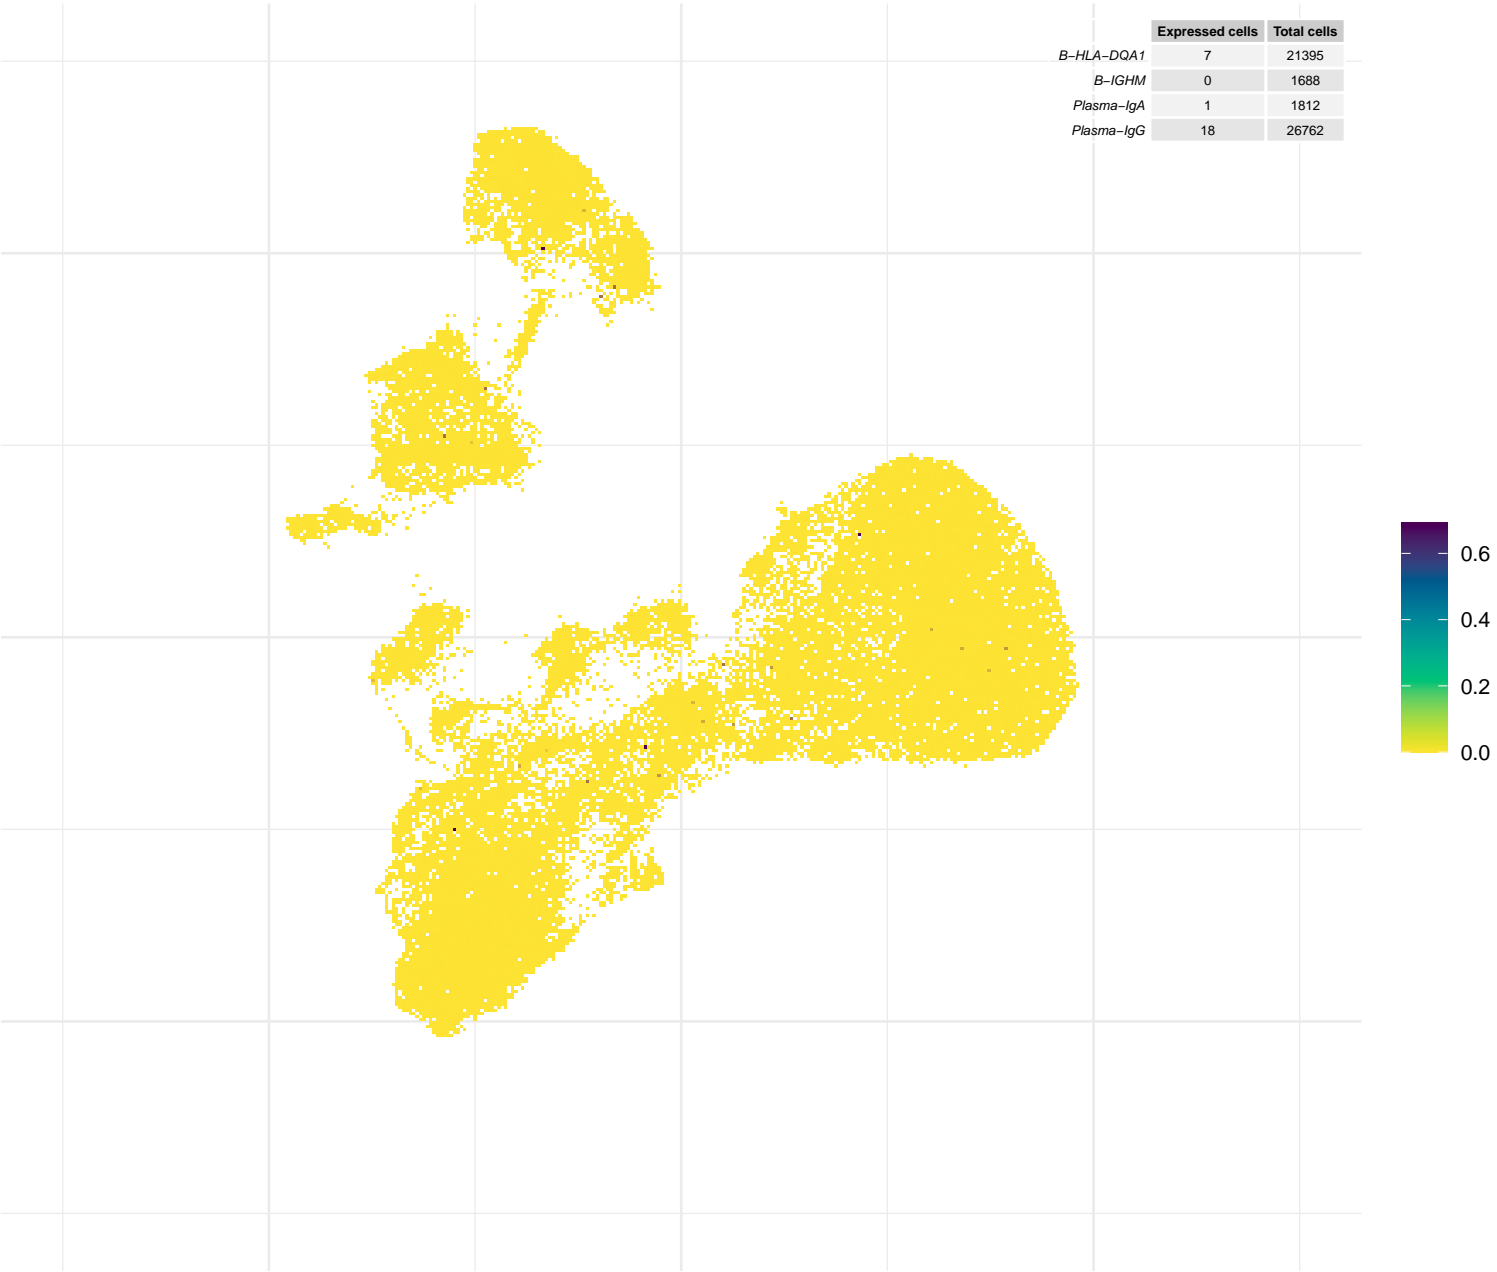 Expressed cells Total cells
B−HLA−DQA1 7 21395
B−IGHM 0 1688
Plasma−IgA 1 1812
Plasma−IgG 18 26762
0.6
0.4
0.2
0.0